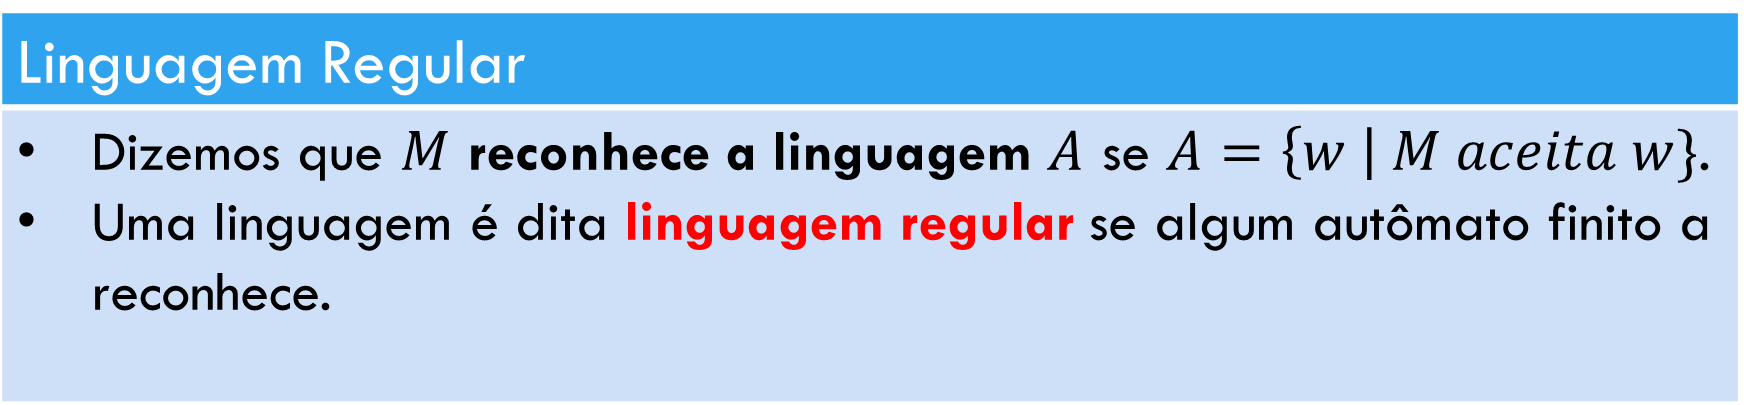 Linguagem Regular
• Dizemos que M reconhece a linguagem A se A = {w | M aceita w}.
• Uma linguagem é dita linguagem regular se algum autômato finito a
reconhece.